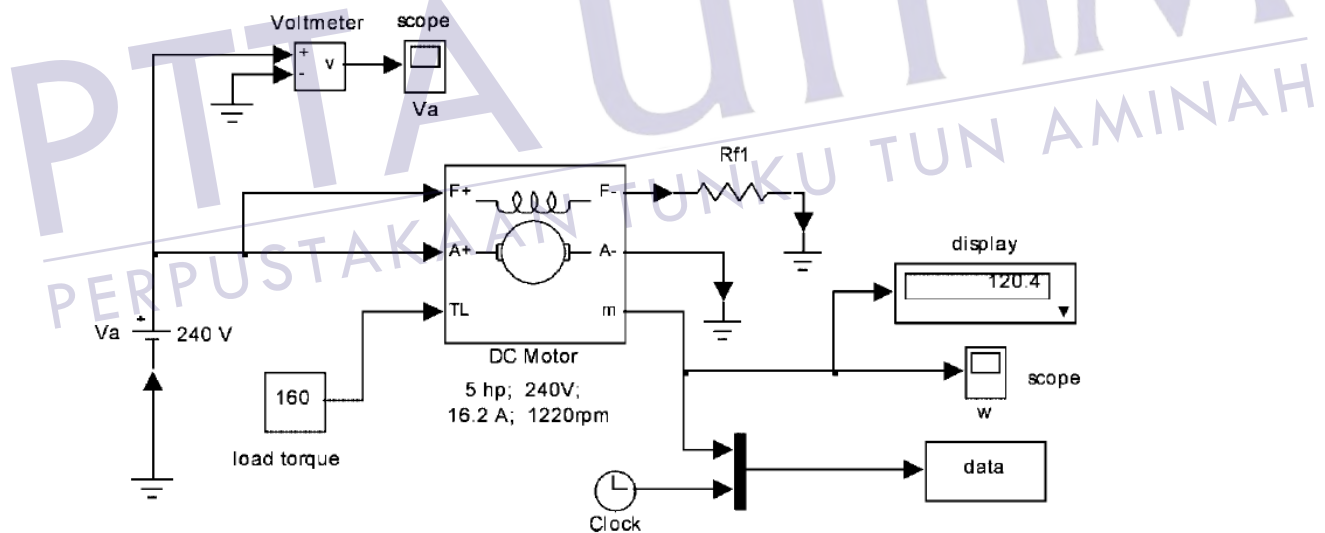 PTTA UTHM
PERPUSTAKAAN TUNKU TUN AMINAH
Voltmeter
scope
+
-
v
Va
Rf1
F+
F-
A+
A-
TL
m
display
120.4
Va
+
240 V
DC Motor
5 hp; 240V;
16.2 A; 1220rpm
160
load torque
scope
w
data
Clock